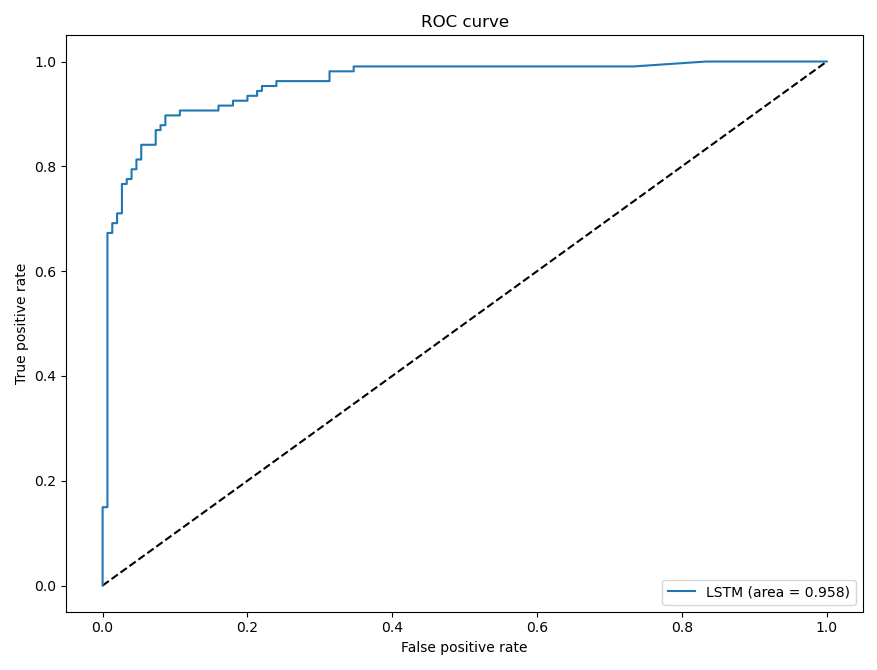 ROC curve
True positive rate
1.0
0.8
0.6
0.4
0.2
0.0
LSTM (area = 0.958)
0.0 0.2 0.4 0.6 0.8 1.0
False positive rate